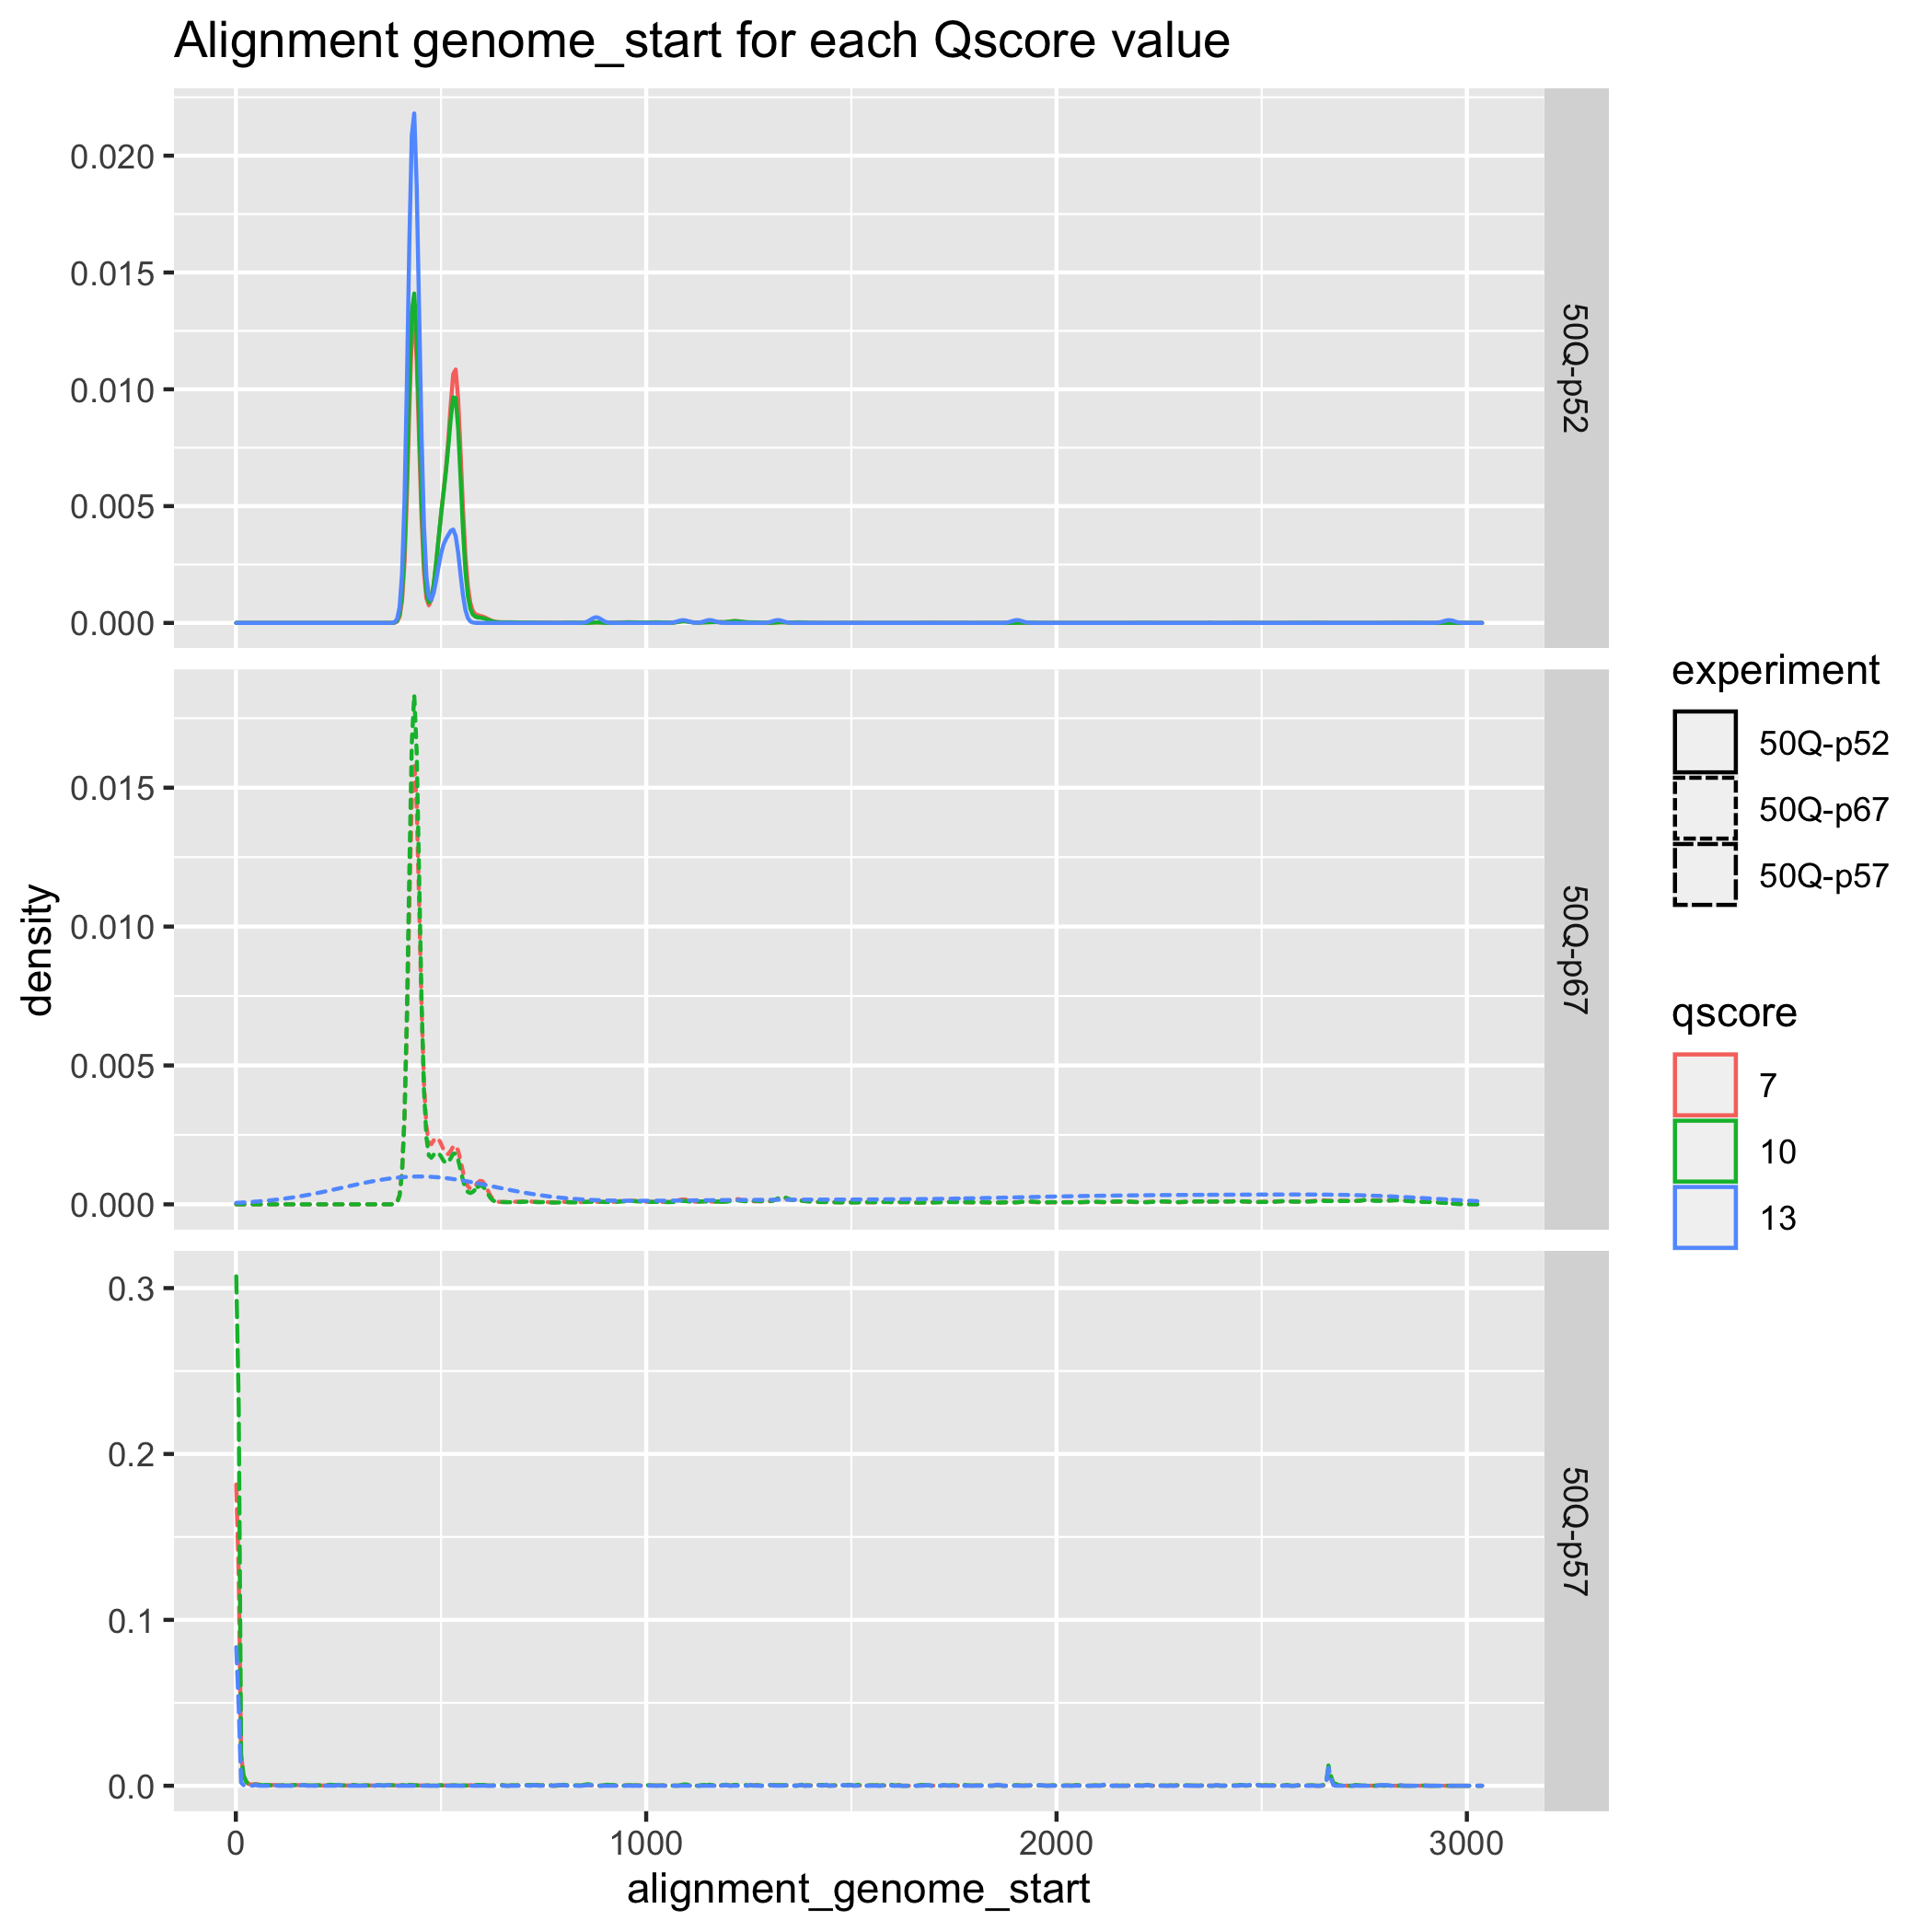 Alignment genome_start for each Qscore value
0.020
0.015
0.010
0.005
0.000
50Q-p52
0.015
0.010
0.005
0.000
50Q-p67
0.3
0.2
0.1
0.0
50Q-p57
0
1000
2000
3000
alignment_genome_start
density
experiment
50Q-p52
50Q-p67
50Q-p57
qscore
7
10
13